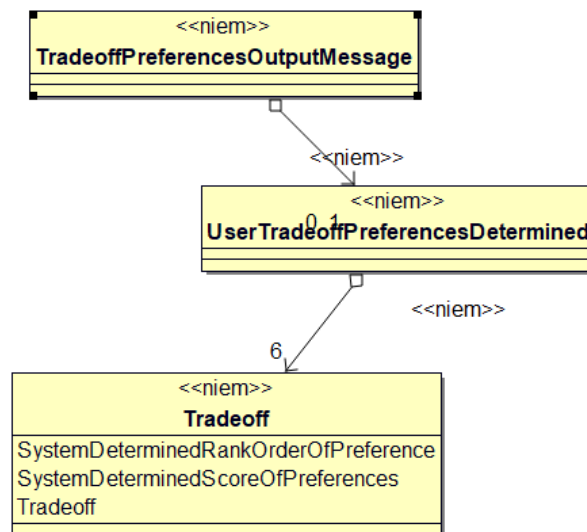 <<niem>>
TradeoffPreferencesOutputMessage
<<niem>>
<<niem>>
0..1
UserTradeoffPreferencesDetermined
<<niem>>
6
<<niem>>
Tradeoff
SystemDeterminedRankOrderOfPreference
SystemDeterminedScoreOfPreferences
Tradeoff